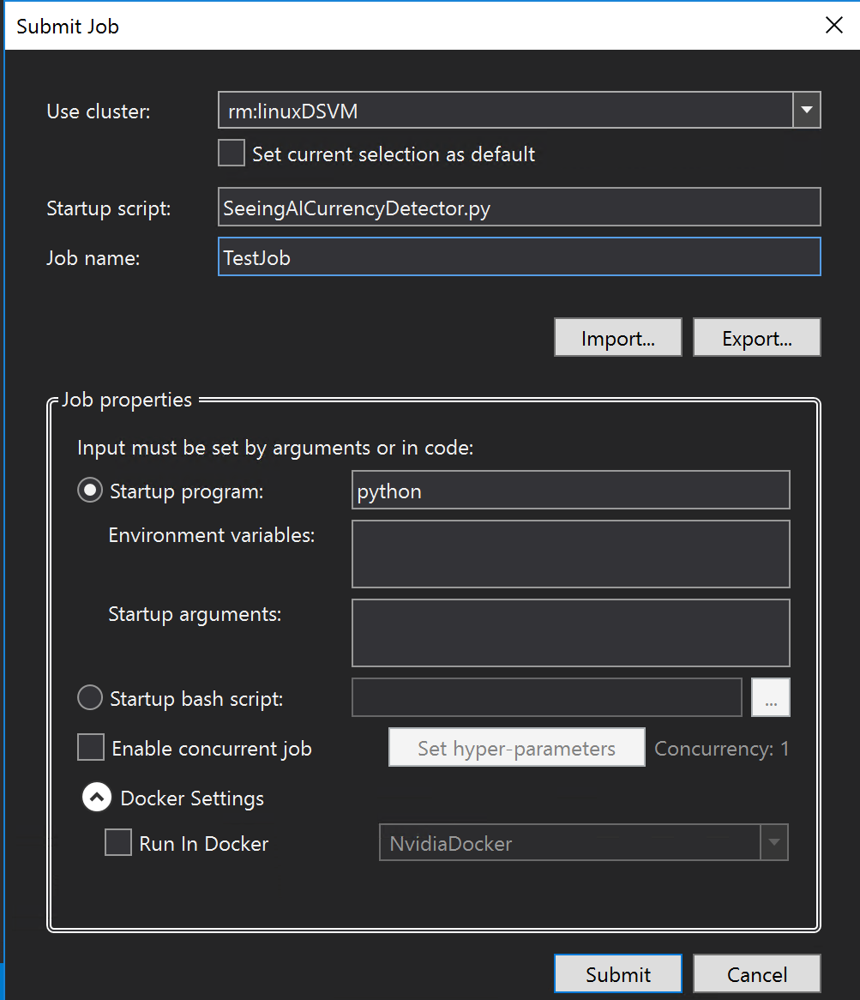 Submit Job
Use cluster: rm:linuxDSVM
Set current selection as default
Startup script: SeeingAICurrencyDetector.py
Job name: TestJob
Import... Export...
Job properties
Input must be set by arguments or in code:
Startup program: python
Environment variables:
Startup arguments:
Startup bash script: ...
Enable concurrent job Set hyper-parameters Concurrency: 1
Docker Settings
Run In Docker NvidiaDocker
Submit Cancel